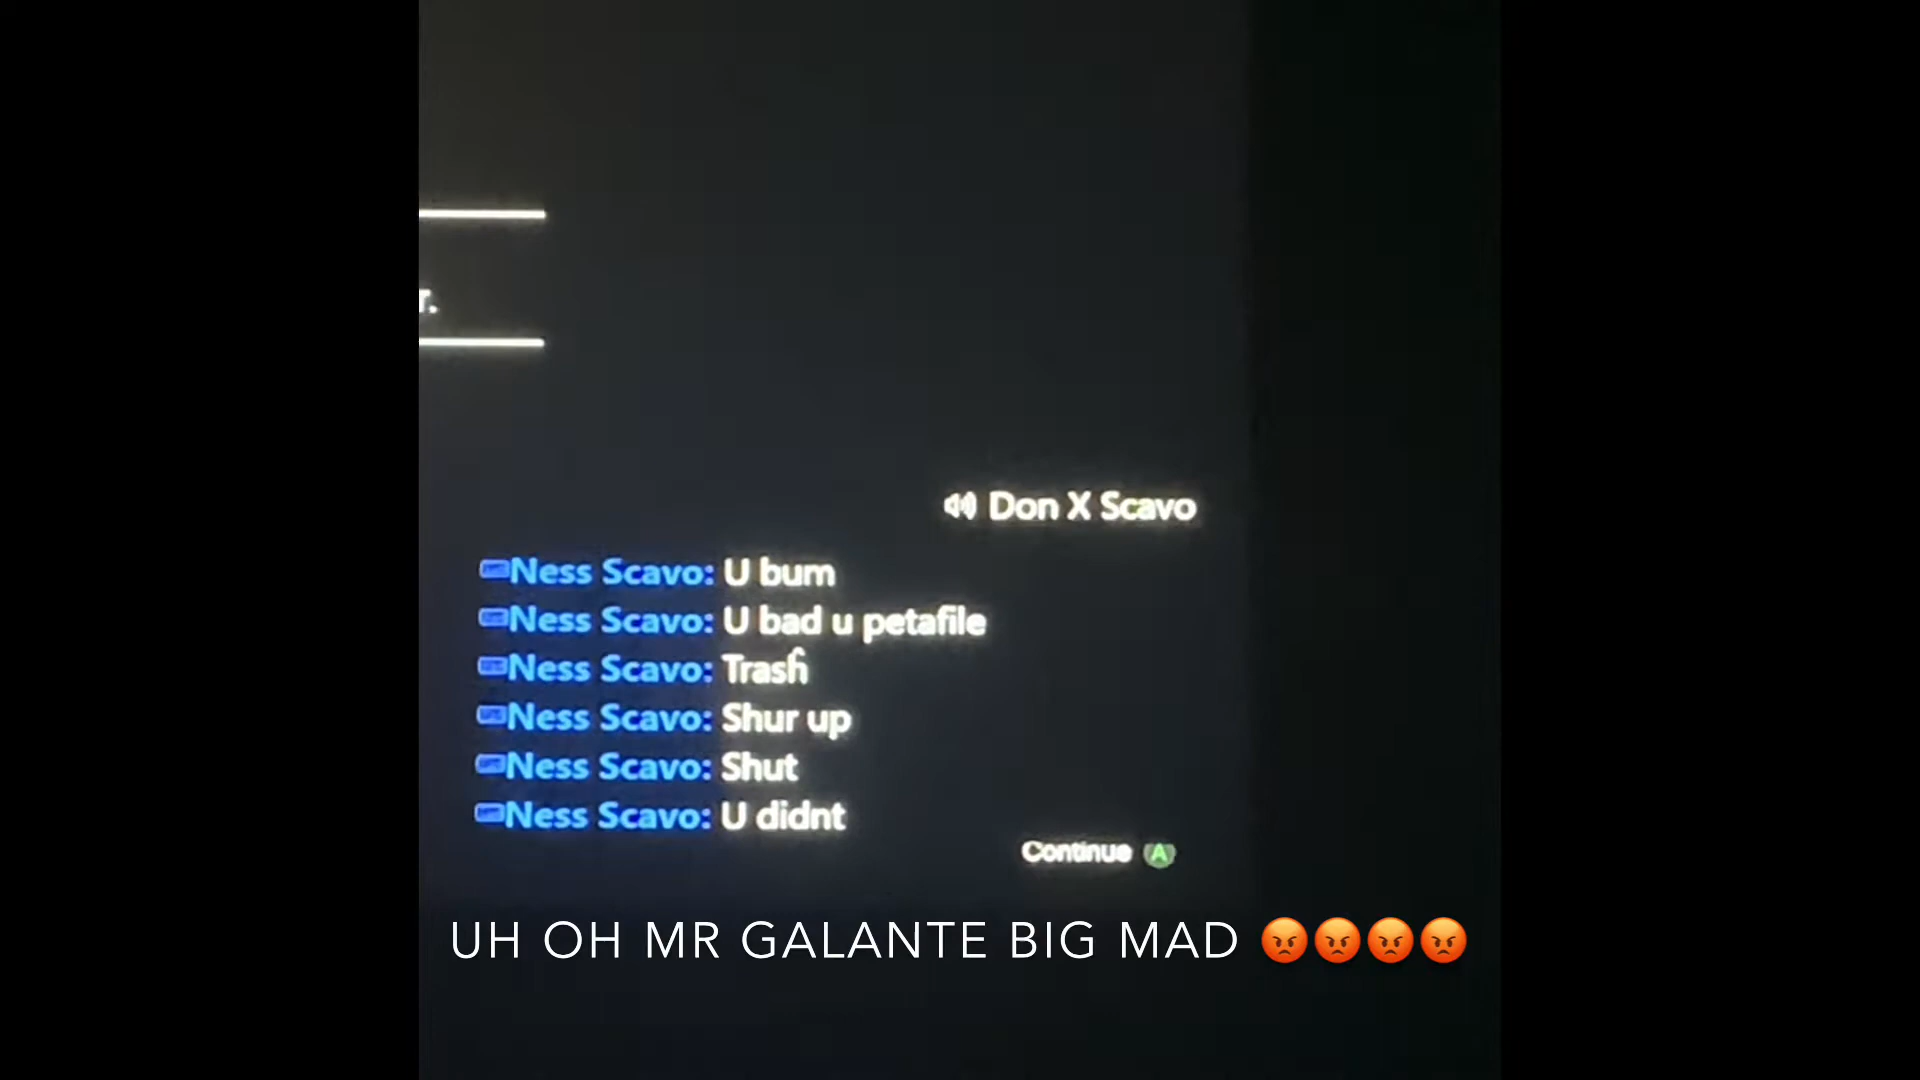 r.
Don X Scavo
Ness Scavo: U bum
Ness Scavo: U bad u petafile
Ness Scavo: Trash
Ness Scavo: Shur up
Ness Scavo: Shut
Ness Scavo: U didnt
Continue A
UH OH MR GALANTE BIG MAD 😡😡😡😡